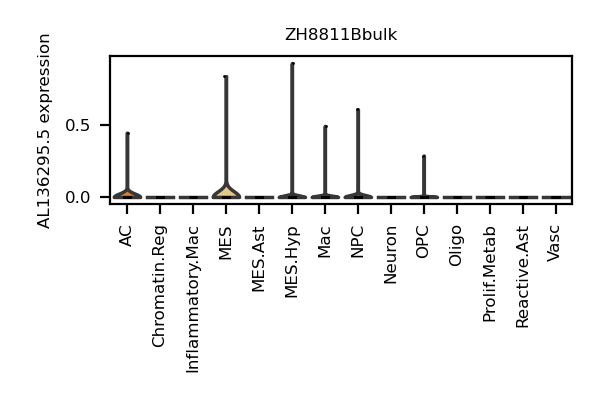 ZH8811Bbulk
AL136295.5 expression
0.5
0.0
AC
Chromatin.Reg
Inflammatory.Mac
MES
MES.Ast
MES.Hyp
Mac
NPC
Neuron
OPC
Oligo
Prolif.Metab
Reactive.Ast
Vasc